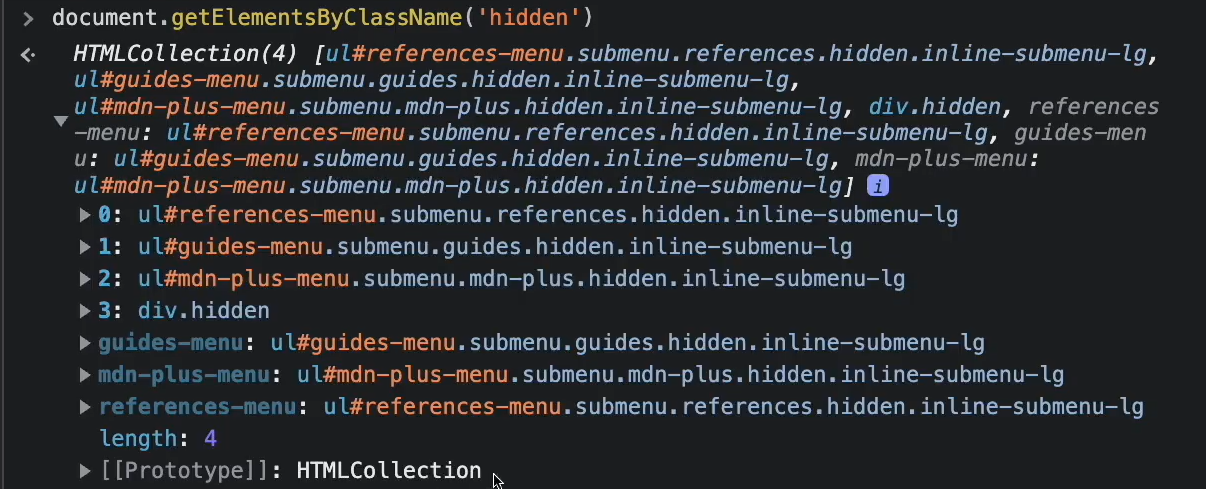 > document.getElementsByClassName('hidden')
HTMLCollection(4) [ul#references-menu.submenu.references.hidden.inline-submenu-lg,
ul#guides-menu.submenu.guides.hidden.inline-submenu-lg,
ul#mdn-plus-menu.submenu.mdn-plus.hidden.inline-submenu-lg, div.hidden, references
-menu: ul#references-menu.submenu.references.hidden.inline-submenu-lg, guides-men
u: ul#guides-menu.submenu.guides.hidden.inline-submenu-lg, mdn-plus-menu:
ul#mdn-plus-menu.submenu.mdn-plus.hidden.inline-submenu-lg] i
0: ul#references-menu.submenu.references.hidden.inline-submenu-lg
1: ul#guides-menu.submenu.guides.hidden.inline-submenu-lg
2: ul#mdn-plus-menu.submenu.mdn-plus.hidden.inline-submenu-lg
3: div.hidden
guides-menu: ul#guides-menu.submenu.guides.hidden.inline-submenu-lg
mdn-plus-menu: ul#mdn-plus-menu.submenu.mdn-plus.hidden.inline-submenu-lg
references-menu: ul#references-menu.submenu.references.hidden.inline-submenu-lg
length: 4
[[Prototype]]: HTMLCollection